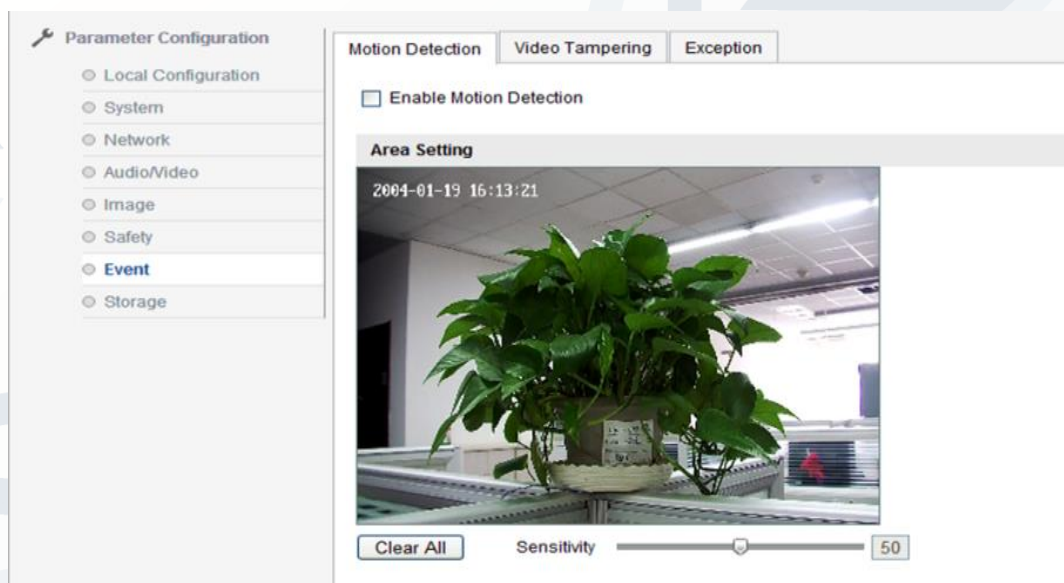 Parameter Configuration
Local Configuration
System
Network
Audio/Video
Image
Safety
Event
Storage
Motion Detection
Video Tampering
Exception
Enable Motion Detection
Area Setting
2004-01-19 16:13:21
Clear All
Sensitivity
50